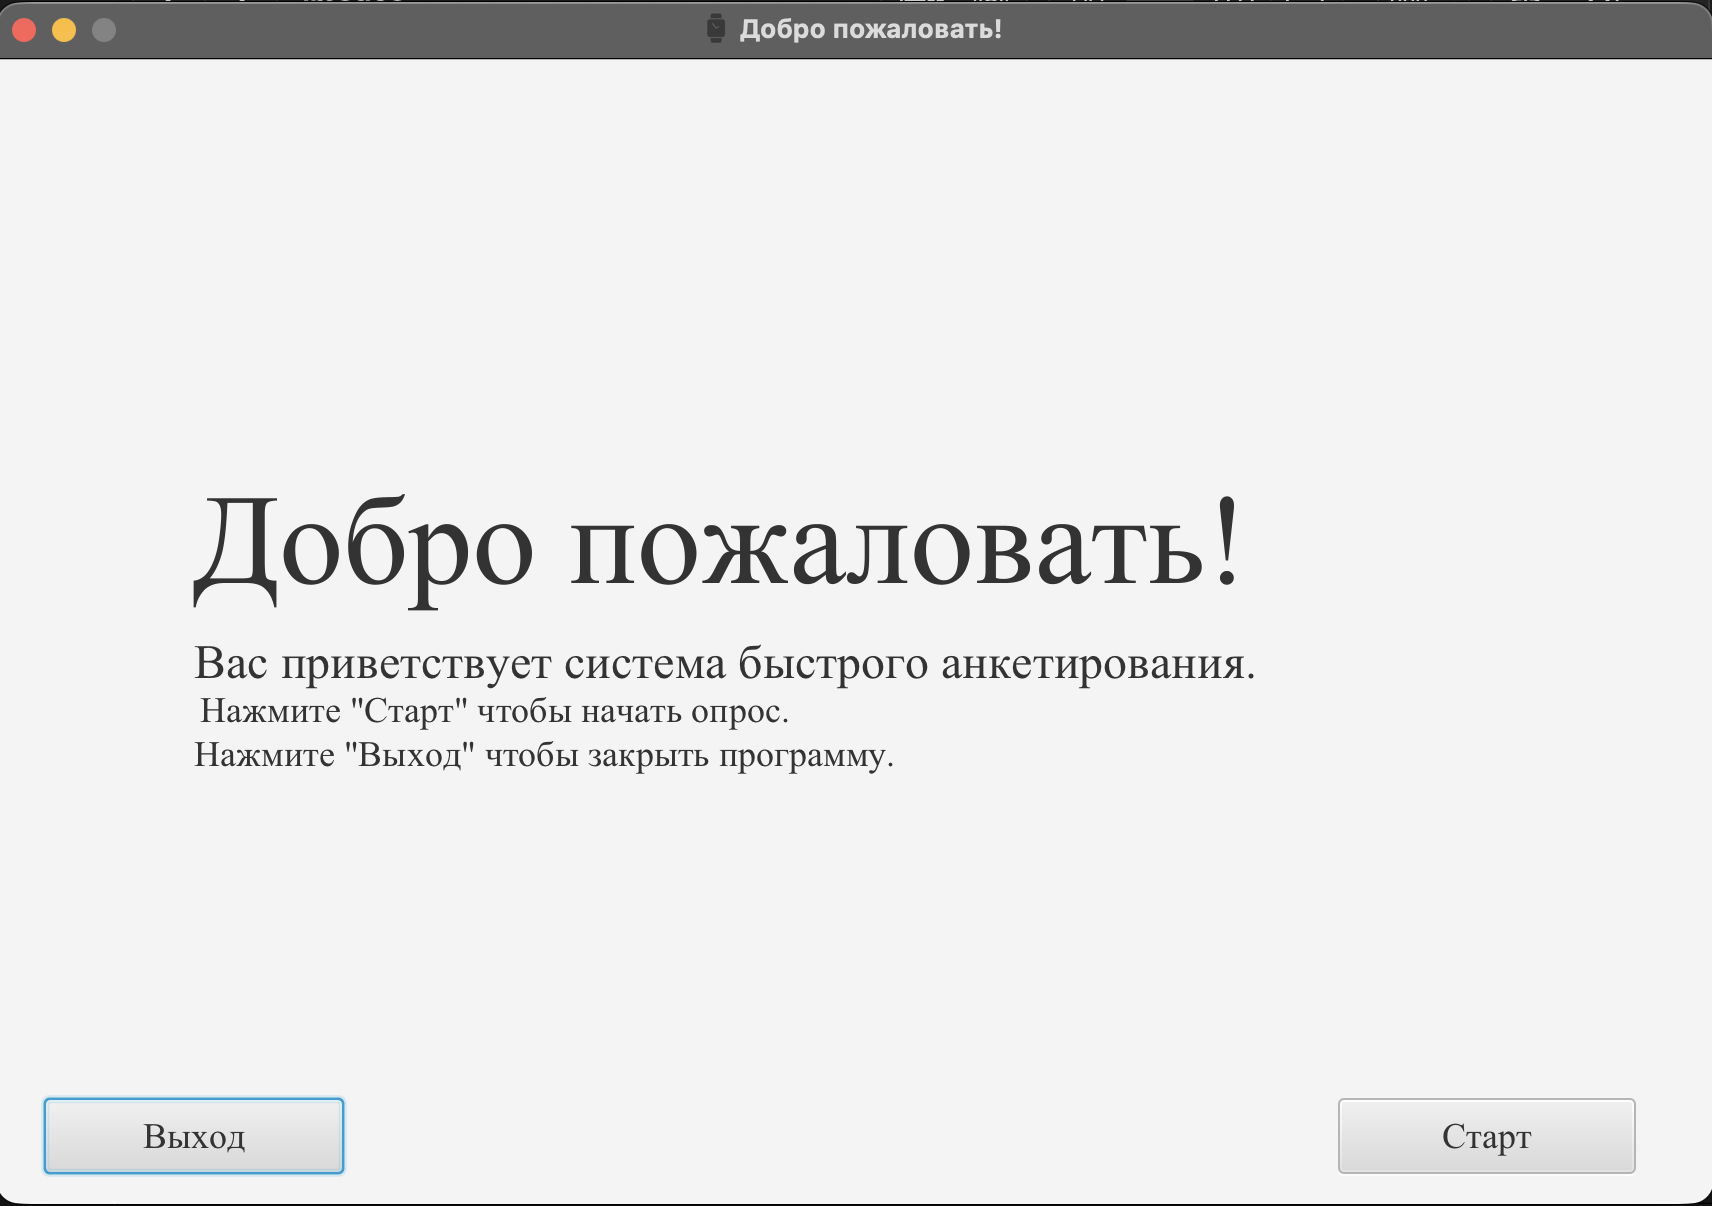 Добро пожаловать!
Добро пожаловать!
Вас приветствует система быстрого анкетирования.
Нажмите "Старт" чтобы начать опрос.
Нажмите "Выход" чтобы закрыть программу.
Выход
Старт